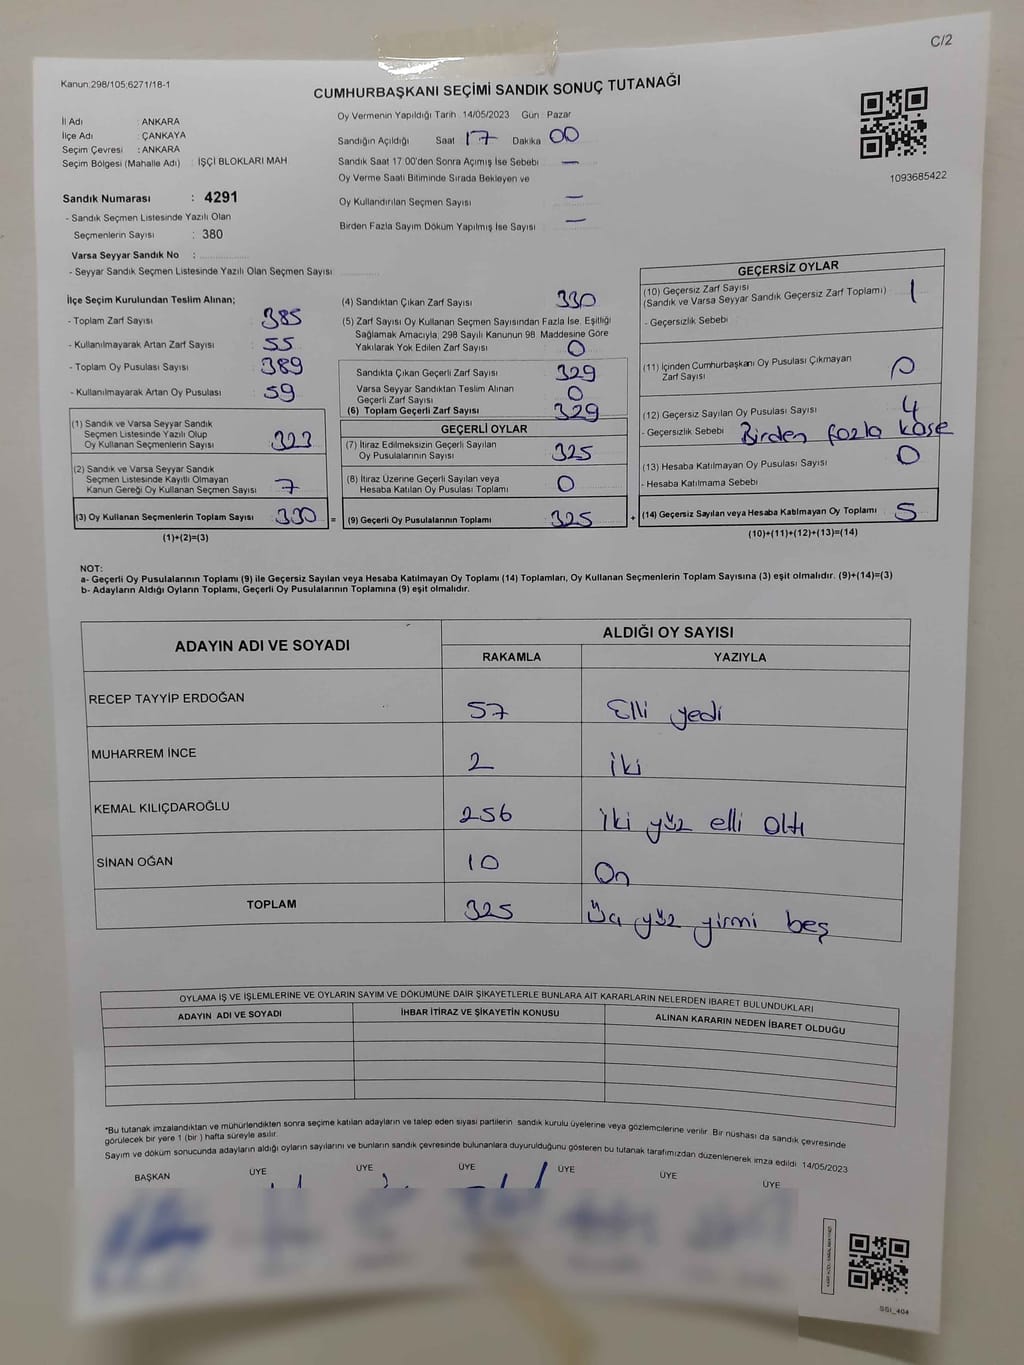 C/2
Kanun:298/105;6271/18-1
CUMHURBAŞKANI SEÇİMİ SANDIK SONUÇ TUTANAĞI
1093685422
İl Adı : ANKARA
İlçe Adı : ÇANKAYA
Seçim Çevresi : ANKARA
Seçim Bölgesi (Mahalle Adı) : İŞÇİ BLOKLARI MAH
Sandık Numarası : 4291
- Sandık Seçmen Listesinde Yazılı Olan
Seçmenlerin Sayısı : 380
Varsa Seyyar Sandık No :
- Seyyar Sandık Seçmen Listesinde Yazılı Olan Seçmen Sayısı
Oy Vermenin Yapıldığı Tarih : 14/05/2023 Gün : Pazar
Sandığın Açıldığı Saat 17 Dakika 00
Sandık Saat 17:00'den Sonra Açımış İse Sebebi —
Oy Verme Saati Bitiminde Sırada Bekleyen ve
Oy Kullandırılan Seçmen Sayısı —
Birden Fazla Sayım Döküm Yapılmış İse Sayısı —
İlçe Seçim Kurulundan Teslim Alınan;
- Toplam Zarf Sayısı 385
- Kullanılmayarak Artan Zarf Sayısı 55
- Toplam Oy Pusulası Sayısı 389
- Kullanılmayarak Artan Oy Pusulası 59
(1) Sandık ve Varsa Seyyar Sandık
Seçmen Listesinde Yazılı Olup
Oy Kullanan Seçmenlerin Sayısı 323
(2) Sandık ve Varsa Seyyar Sandık
Seçmen Listesinde Kayıtlı Olmayan
Kanun Gereği Oy Kullanan Seçmen Sayısı 7
(3) Oy Kullanan Seçmenlerin Toplam Sayısı 330 =
(1)+(2)=(3)
(4) Sandıktan Çıkan Zarf Sayısı 330
(5) Zarf Sayısı Oy Kullanan Seçmen Sayısından Fazla İse, Eşitliği
Sağlamak Amacıyla, 298 Sayılı Kanunun 98. Maddesine Göre
Yakılarak Yok Edilen Zarf Sayısı 0
Sandıkta Çıkan Geçerli Zarf Sayısı 329
Varsa Seyyar Sandıktan Teslim Alınan
Geçerli Zarf Sayısı 0
(6) Toplam Geçerli Zarf Sayısı 329
GEÇERLİ OYLAR
(7) İtiraz Edilmeksizin Geçerli Sayılan
Oy Pusulalarının Sayısı 325
(8) İtiraz Üzerine Geçerli Sayılan veya
Hesaba Katılan Oy Pusulası Toplamı 0
(9) Geçerli Oy Pusulalarının Toplamı 325 +
GEÇERSİZ OYLAR
(10) Geçersiz Zarf Sayısı
(Sandık ve Varsa Seyyar Sandık Geçersiz Zarf Toplamı) 1
- Geçersizlik Sebebi
(11) İçinden Cumhurbaşkanı Oy Pusulası Çıkmayan
Zarf Sayısı 0
(12) Geçersiz Sayılan Oy Pusulası Sayısı 4
- Geçersizlik Sebebi Birden fazla kaşe
(13) Hesaba Katılmayan Oy Pusulası Sayısı 0
- Hesaba Katılmama Sebebi
(14) Geçersiz Sayılan veya Hesaba Katılmayan Oy Toplamı 5
(10)+(11)+(12)+(13)=(14)
NOT:
a- Geçerli Oy Pusulalarının Toplamı (9) ile Geçersiz Sayılan veya Hesaba Katılmayan Oy Toplamı (14) Toplamları, Oy Kullanan Seçmenlerin Toplam Sayısına (3) eşit olmalıdır. (9)+(14)=(3)
b- Adayların Aldığı Oyların Toplamı, Geçerli Oy Pusulalarının Toplamına (9) eşit olmalıdır.
ADAYIN ADI VE SOYADI
ALDIĞI OY SAYISI
RAKAMLA YAZIYLA
RECEP TAYYİP ERDOĞAN 57 Elli yedi
MUHARREM İNCE 2 iki
KEMAL KILIÇDAROĞLU 256 iki yüz elli altı
SİNAN OĞAN 10 On
TOPLAM 325 Üç yüz yirmi beş
OYLAMA İŞ VE İŞLEMLERİNE VE OYLARIN SAYIM VE DÖKÜMÜNE DAİR ŞİKAYETLERLE BUNLARA AİT KARARLARIN NELERDEN İBARET BULUNDUKLARI
ADAYIN ADI VE SOYADI İHBAR İTİRAZ VE ŞİKAYETİN KONUSU ALINAN KARARIN NEDEN İBARET OLDUĞU
*Bu tutanak imzalandıktan ve mühürlendikten sonra seçime katılan adayların ve talep eden siyasi partilerin sandık kurulu üyelerine veya gözlemcilerine verilir. Bir nüshası da sandık çevresinde
görülecek bir yere 1 (bir ) hafta süreyle asılır.
Sayım ve döküm sonucunda adayların aldığı oyların sayılarını ve bunların sandık çevresinde bulunanlara duyurulduğunu gösteren bu tutanak tarafımızdan düzenlenerek imza edildi. 14/05/2023
BAŞKAN ÜYE ÜYE ÜYE ÜYE ÜYE ÜYE
SSI_404